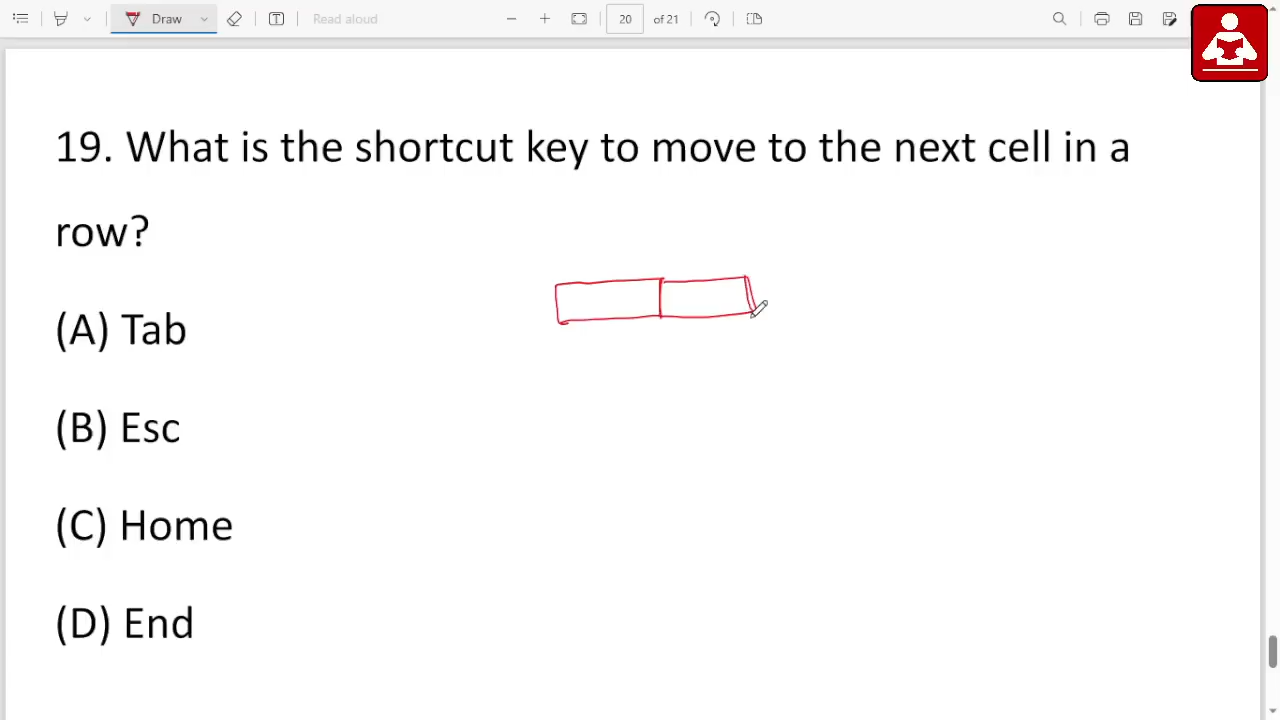 Draw
Read aloud
20 of 21
19. What is the shortcut key to move to the next cell in a
row?
(A) Tab
(B) Esc
(C) Home
(D) End